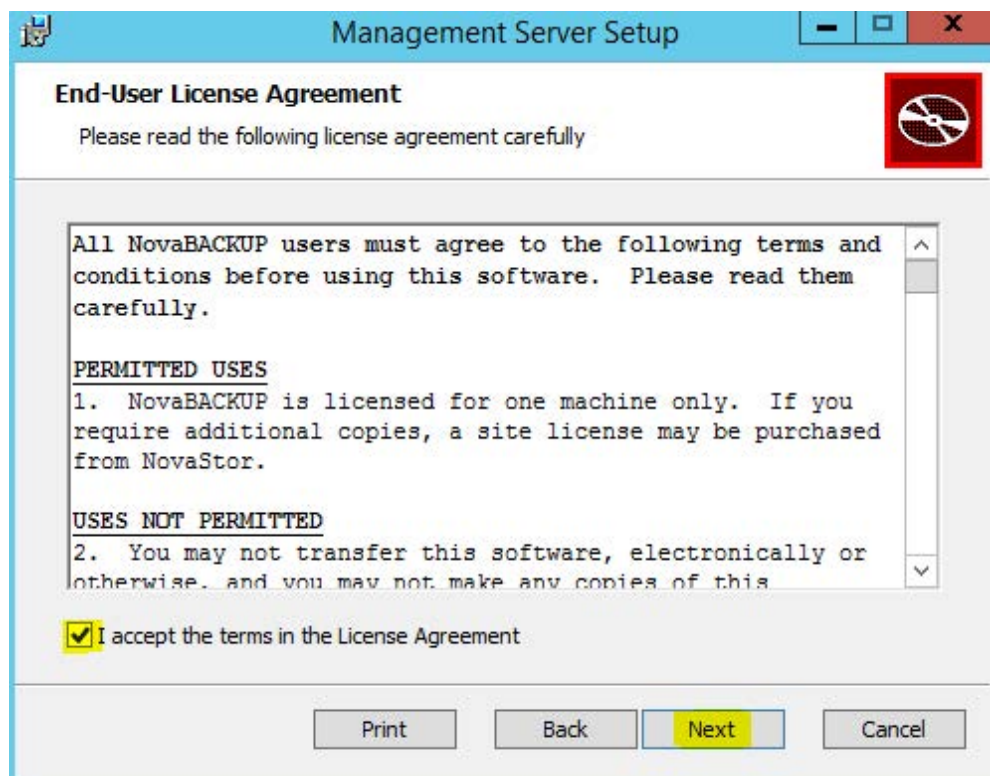 Management Server Setup
End-User License Agreement
Please read the following license agreement carefully
All NovaBACKUP users must agree to the following terms and
conditions before using this software.  Please read them
carefully.
PERMITTED USES
1.  NovaBACKUP is licensed for one machine only.  If you
require additional copies, a site license may be purchased
from NovaStor.
USES NOT PERMITTED
2.  You may not transfer this software, electronically or
otherwise, and you may not make any copies of this
I accept the terms in the License Agreement
Print Back Next Cancel